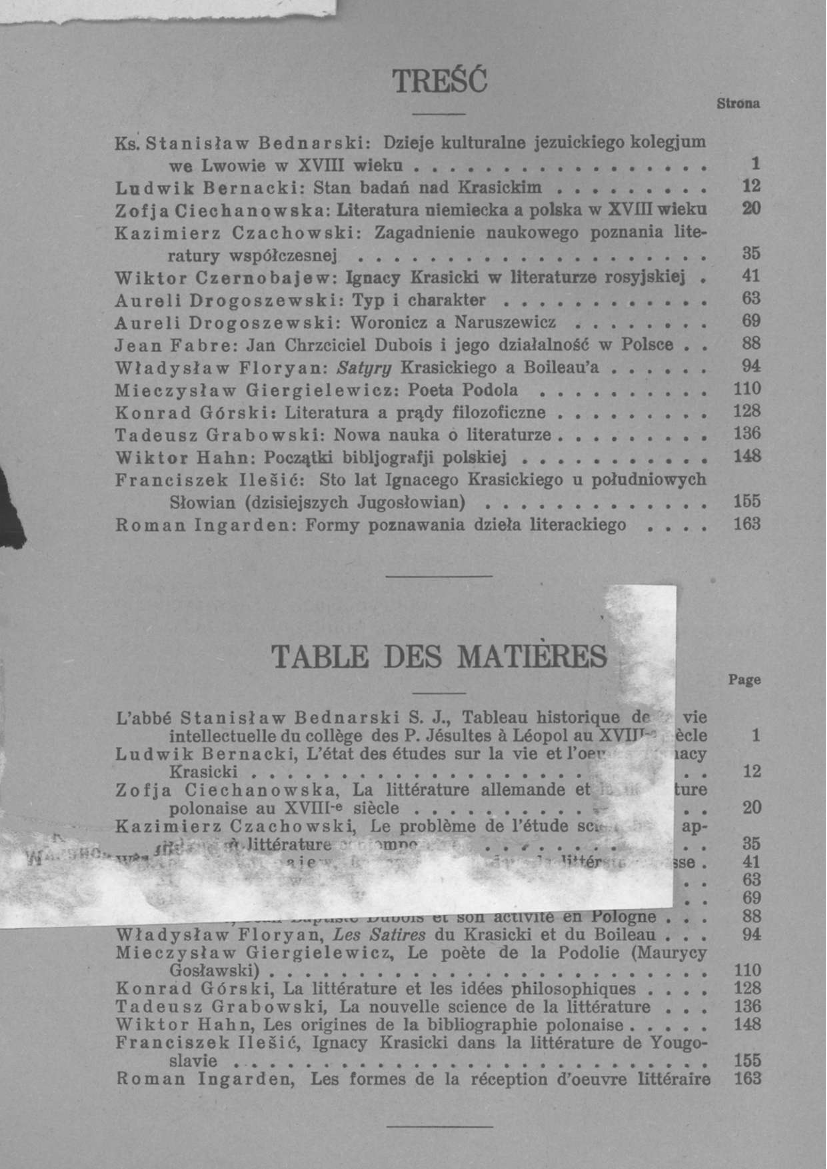 TREŚĆ
Strona
Ks. Stanisław Bednarski: Dzieje kulturalne jezuickiego kolegjum
we Lwowie w XVIII wieku . . . . . . . . . . . . . . . . . 1
Ludwik Bernacki: Stan badań nad Krasickim . . . . . . . . . 12
Zofja Ciechanowska: Literatura niemiecka a polska w XVIII wieku 20
Kazimierz Czachowski: Zagadnienie naukowego poznania lite-
ratury współczesnej . . . . . . . . . . . . . . . . . . . . 35
Wiktor Czernobajew: Ignacy Krasicki w literaturze rosyjskiej . 41
Aureli Drogoszewski: Typ i charakter . . . . . . . . . . . . 63
Aureli Drogoszewski: Woronicz a Naruszewicz . . . . . . . . 69
Jean Fabre: Jan Chrzciciel Dubois i jego działalność w Polsce . . 88
Władysław Floryan: Satyry Krasickiego a Boileau'a . . . . . . 94
Mieczysław Giergielewicz: Poeta Podola . . . . . . . . . . 110
Konrad Górski: Literatura a prądy filozoficzne . . . . . . . . . 128
Tadeusz Grabowski: Nowa nauka o literaturze . . . . . . . . . 136
Wiktor Hahn: Początki bibljografji polskiej . . . . . . . . . . . 148
Franciszek Ilešić: Sto lat Ignacego Krasickiego u południowych
Słowian (dzisiejszych Jugosłowian) . . . . . . . . . . . . . 155
Roman Ingarden: Formy poznawania dzieła literackiego . . . . 163
TABLE DES MATIÈRES
Page
L'abbé Stanisław Bednarski S. J., Tableau historique de vie
intellectuelle du collège des P. Jésultes à Léopol au 1
Ludwik Bernacki, L'état des études sur la vie et
Krasicki . . . . . . . . . . . . . . . . . . . . 12
Zofja Ciechanowska, La littérature allemande et
polonaise au XVIII-e siècle . . . . . . . . . . . . 20
Kazimierz Czachowski, Le problème de l'étude ap-
littérature . . . . . . . . 35
41
. . 63
. . 69
Dubois et son activité en Pologne . . . 88
Władysław Floryan, Les Satires du Krasicki et du Boileau . . . 94
Mieczysław Giergielewicz, Le poète de la Podolie (Maurycy
Gosławski) . . . . . . . . . . . . . . . . . . . . . . . . . 110
Konrad Górski, La littérature et les idées philosophiques . . . . 128
Tadeusz Grabowski, La nouvelle science de la littérature . . . 136
Wiktor Hahn, Les origines de la bibliographie polonaise . . . . . 148
Franciszek Ilešić, Ignacy Krasicki dans la littérature de Yougo-
slavie . . . . . . . . . . . . . . . . . . . . . . . . . . . 155
Roman Ingarden, Les formes de la réception d'oeuvre littéraire 163